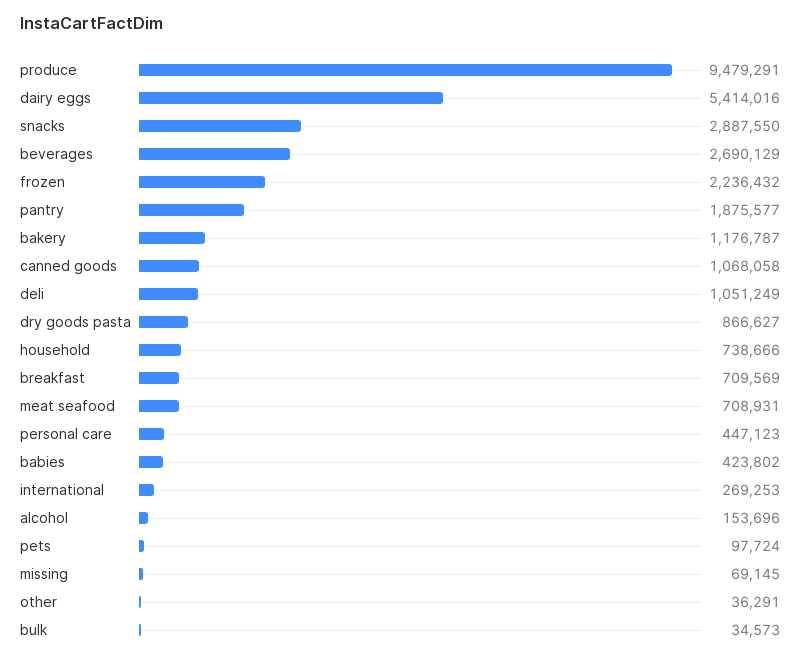 InstaCartFactDim
produce 9,479,291
dairy eggs 5,414,016
snacks 2,887,550
beverages 2,690,129
frozen 2,236,432
pantry 1,875,577
bakery 1,176,787
canned goods 1,068,058
deli 1,051,249
dry goods pasta 866,627
household 738,666
breakfast 709,569
meat seafood 708,931
personal care 447,123
babies 423,802
international 269,253
alcohol 153,696
pets 97,724
missing 69,145
other 36,291
bulk 34,573